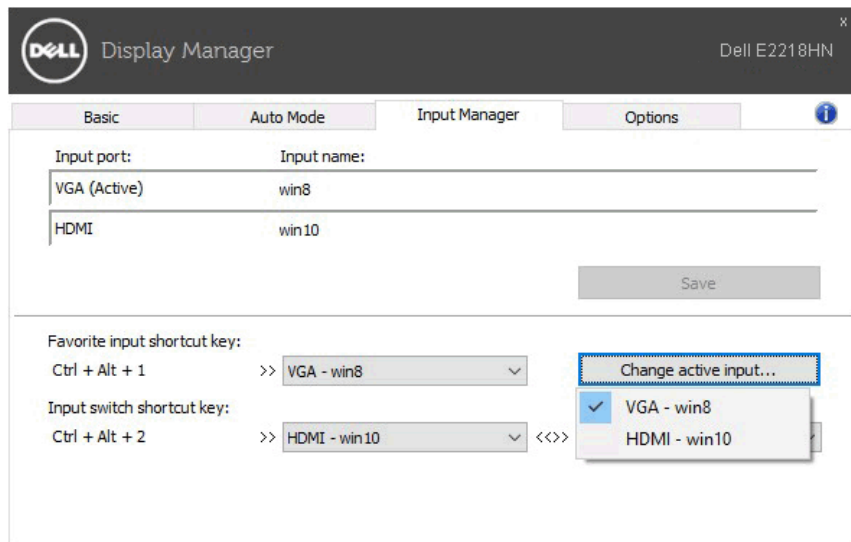 x
DELL Display Manager Dell E2218HN
Basic Auto Mode Input Manager Options i
Input port: Input name:
VGA (Active) win8
HDMI win10
Save
Favorite input shortcut key:
Ctrl + Alt + 1 >> VGA - win8 Change active input...
Input switch shortcut key: VGA - win8
Ctrl + Alt + 2 >> HDMI - win10 <<>> HDMI - win10